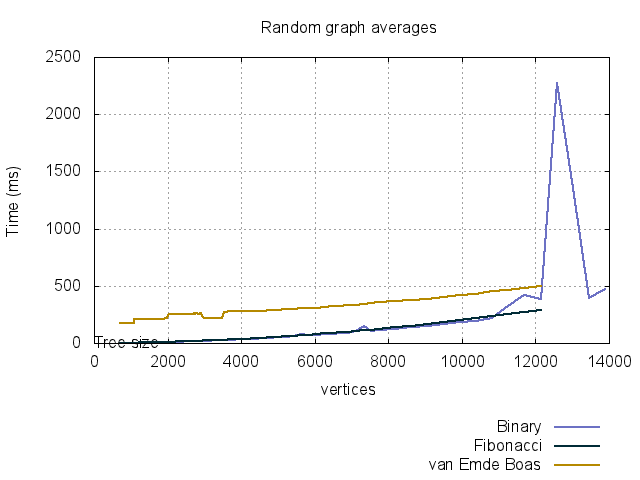 Random graph averages
2500
2000
1500
1000
500
0
Time (ms)
Tree size
0 2000 4000 6000 8000 10000 12000 14000
vertices
Binary
Fibonacci
van Emde Boas